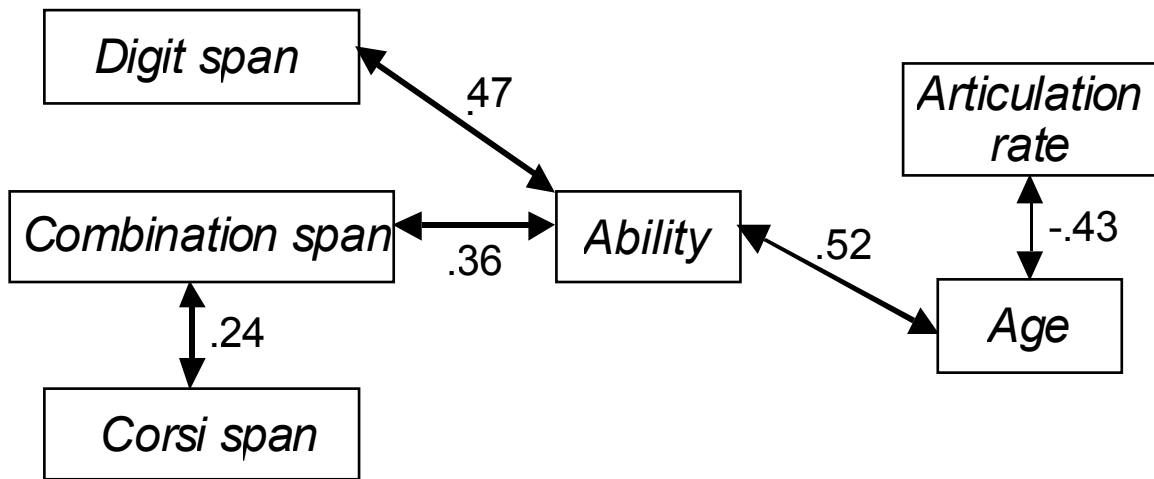 Digit span
.47
Articulation
rate
Combination span
.36
Ability
.52
-.43
Age
.24
Corsi span